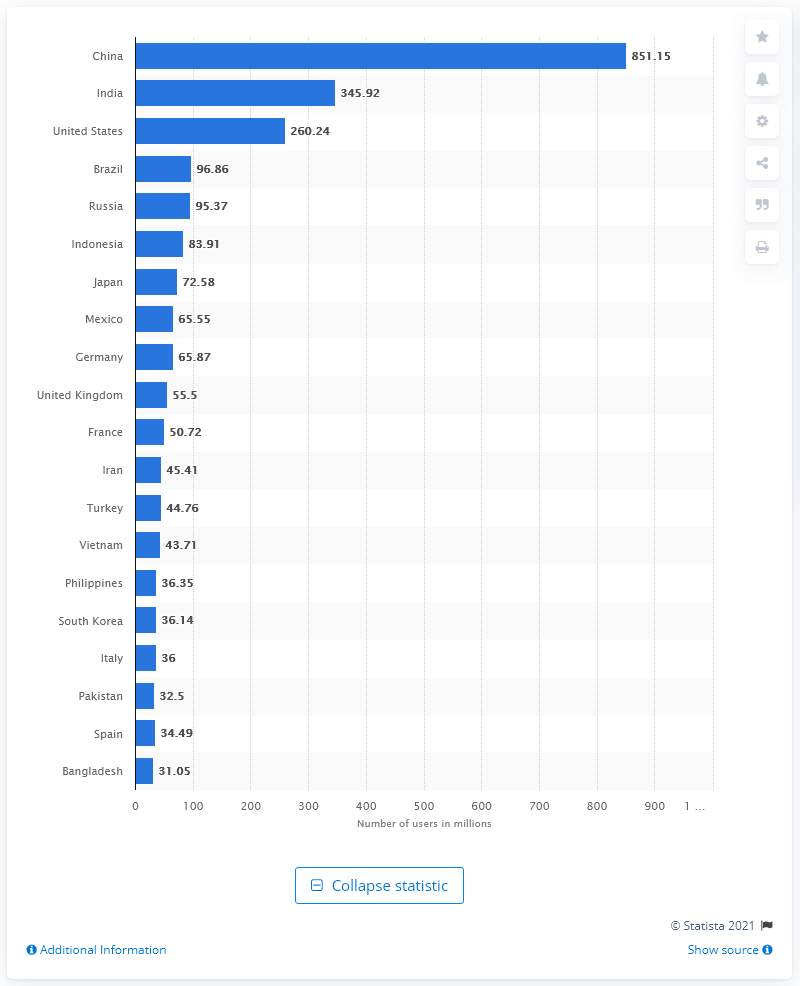 China 851.15
India 345.92
United States 260.24
Brazil 96.86
Russia 95.37
Indonesia 83.91
Japan 72.58
Mexico 65.55
Germany 65.87
United Kingdom 55.5
France 50.72
Iran 45.41
Turkey 44.76
Vietnam 43.71
Philippines 36.35
South Korea 36.14
Italy 36
Pakistan 32.5
Spain 34.49
Bangladesh 31.05
0 100 200 300 400 500 600 700 800 900 1 ...
Number of users in millions
Collapse statistic
© Statista 2021
Additional Information Show source